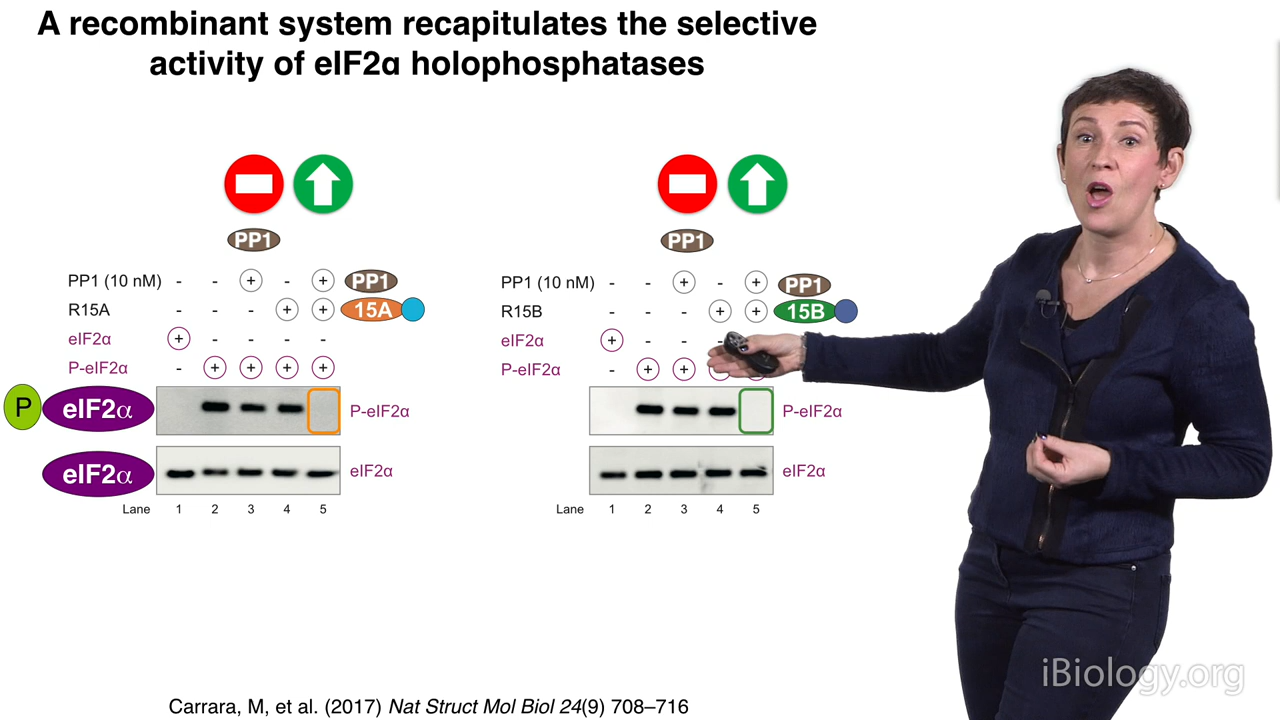 A recombinant system recapitulates the selective
activity of eIF2α holophosphatases
PP1
PP1 (10 nM) - - + - + PP1
R15A - - - + + 15A
eIF2α + - - - -
P-eIF2α - + + + +
P eIF2α P-eIF2α
eIF2α eIF2α
Lane 1 2 3 4 5
PP1
PP1 (10 nM) - - + - + PP1
R15B - - - + + 15B
eIF2α + - - -
P-eIF2α - + + +
P-eIF2α
eIF2α
Lane 1 2 3 4 5
Carrara, M, et al. (2017) Nat Struct Mol Biol 24(9) 708–716
iBiology.org